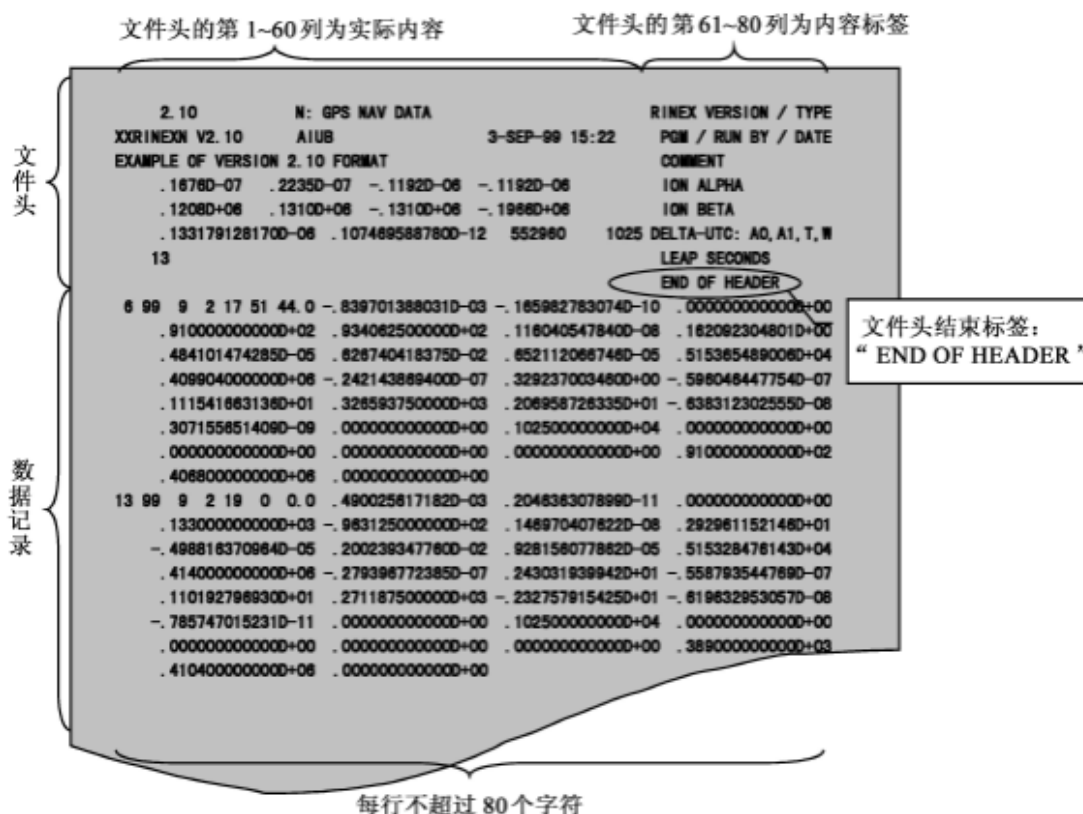 文件头的第 1~60 列为实际内容
文件头的第 61~80 列为内容标签
文件头
2.10 N: GPS NAV DATA RINEX VERSION / TYPE
XXRINEXN V2.10 AIUB 3-SEP-99 15:22 PGM / RUN BY / DATE
EXAMPLE OF VERSION 2.10 FORMAT COMMENT
.1676D-07 .2235D-07 -.1192D-06 -.1192D-06 ION ALPHA
.1208D+06 .1310D+06 -.1310D+06 -.1966D+06 ION BETA
.133179128170D-06 .107469588780D-12 552960 1025 DELTA-UTC: A0,A1,T,W
13 LEAP SECONDS
END OF HEADER
文件头结束标签:
“ END OF HEADER ”
数据记录
6 99 9 2 17 51 44.0 -.839701388031D-03 -.165982783074D-10 .000000000000D+00
.910000000000D+02 .934062500000D+02 .116040547840D-08 .162092304801D+00
.484101474285D-05 .626740418375D-02 .652112066746D-05 .515365489006D+04
.409904000000D+06 -.242143869400D-07 .329237003460D+00 -.596046447754D-07
.111541663136D+01 .326593750000D+03 .206958726335D+01 -.638312302555D-08
.307155651409D-09 .000000000000D+00 .102500000000D+04 .000000000000D+00
.000000000000D+00 .000000000000D+00 .000000000000D+00 .910000000000D+02
.406800000000D+06 .000000000000D+00
13 99 9 2 19 0 0.0 .490025617182D-03 .204636307899D-11 .000000000000D+00
.133000000000D+03 -.963125000000D+02 .146970407622D-08 .292961152146D+01
-.498816370964D-05 .200239347760D-02 .928156077862D-05 .515328476143D+04
.414000000000D+06 -.279396772385D-07 .243031939942D+01 -.558793544769D-07
.110192796930D+01 .271187500000D+03 -.232757915425D+01 -.619632953057D-08
-.785747015231D-11 .000000000000D+00 .102500000000D+04 .000000000000D+00
.000000000000D+00 .000000000000D+00 .000000000000D+00 .389000000000D+03
.410400000000D+06 .000000000000D+00
每行不超过 80 个字符